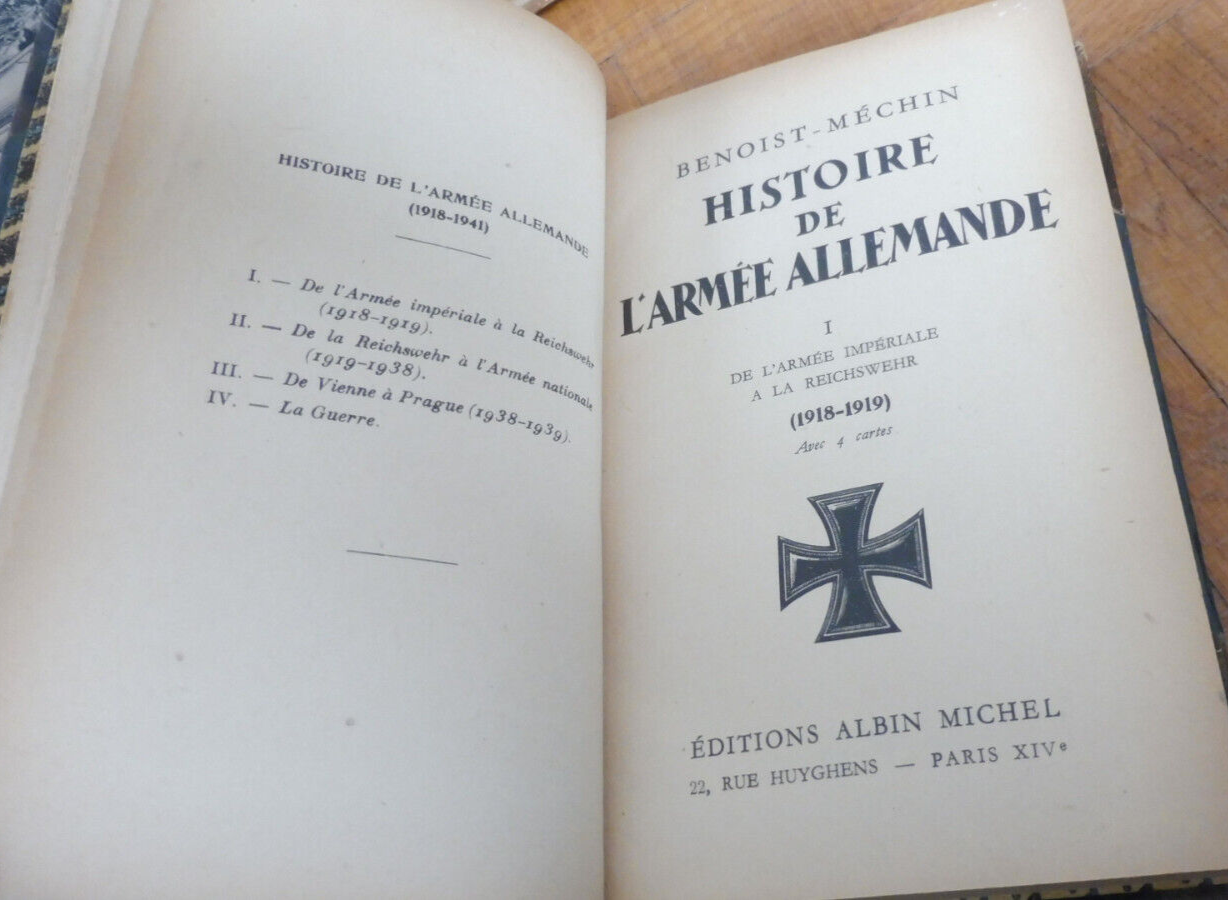 HISTOIRE DE L'ARMÉE ALLEMANDE
(1918-1941)
I. — De l'Armée impériale à la Reichswehr
(1918-1919).
II. — De la Reichswehr à l'Armée nationale
(1919-1938).
III. — De Vienne à Prague (1938-1939).
IV. — La Guerre.
BENOIST-MÉCHIN
HISTOIRE
DE
L'ARMÉE ALLEMANDE
I
DE L'ARMÉE IMPÉRIALE
A LA REICHSWEHR
(1918-1919)
Avec 4 cartes
ÉDITIONS ALBIN MICHEL
22, RUE HUYGHENS — PARIS XIVe